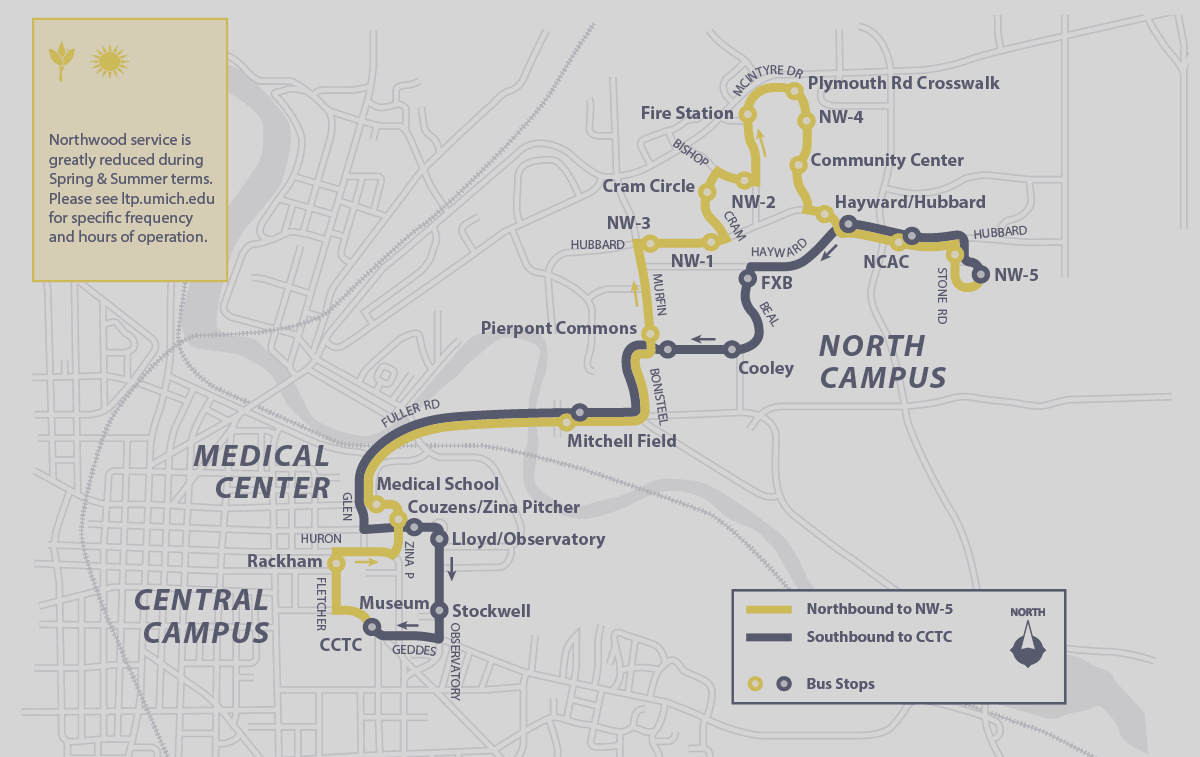 Northwood service is
greatly reduced during
Spring & Summer terms.
Please see ltp.umich.edu
for specific frequency
and hours of operation.
MCINTYRE DR
Plymouth Rd Crosswalk
Fire Station
NW-4
BISHOP
Community Center
Cram Circle
NW-2
Hayward/Hubbard
NW-3
CRAM
HUBBARD
HUBBARD
NW-1
HAYWARD
NCAC
NW-5
FXB
MURFIN
STONE RD
BEAL
Pierpont Commons
NORTH
CAMPUS
Cooley
BONISTEEL
FULLER RD
Mitchell Field
MEDICAL
CENTER
Medical School
GLEN
Couzens/Zina Pitcher
HURON
Lloyd/Observatory
ZINA P
Rackham
FLETCHER
CENTRAL
CAMPUS
Museum
Stockwell
CCTC
GEDDES
OBSERVATORY
Northbound to NW-5
NORTH
Southbound to CCTC
Bus Stops